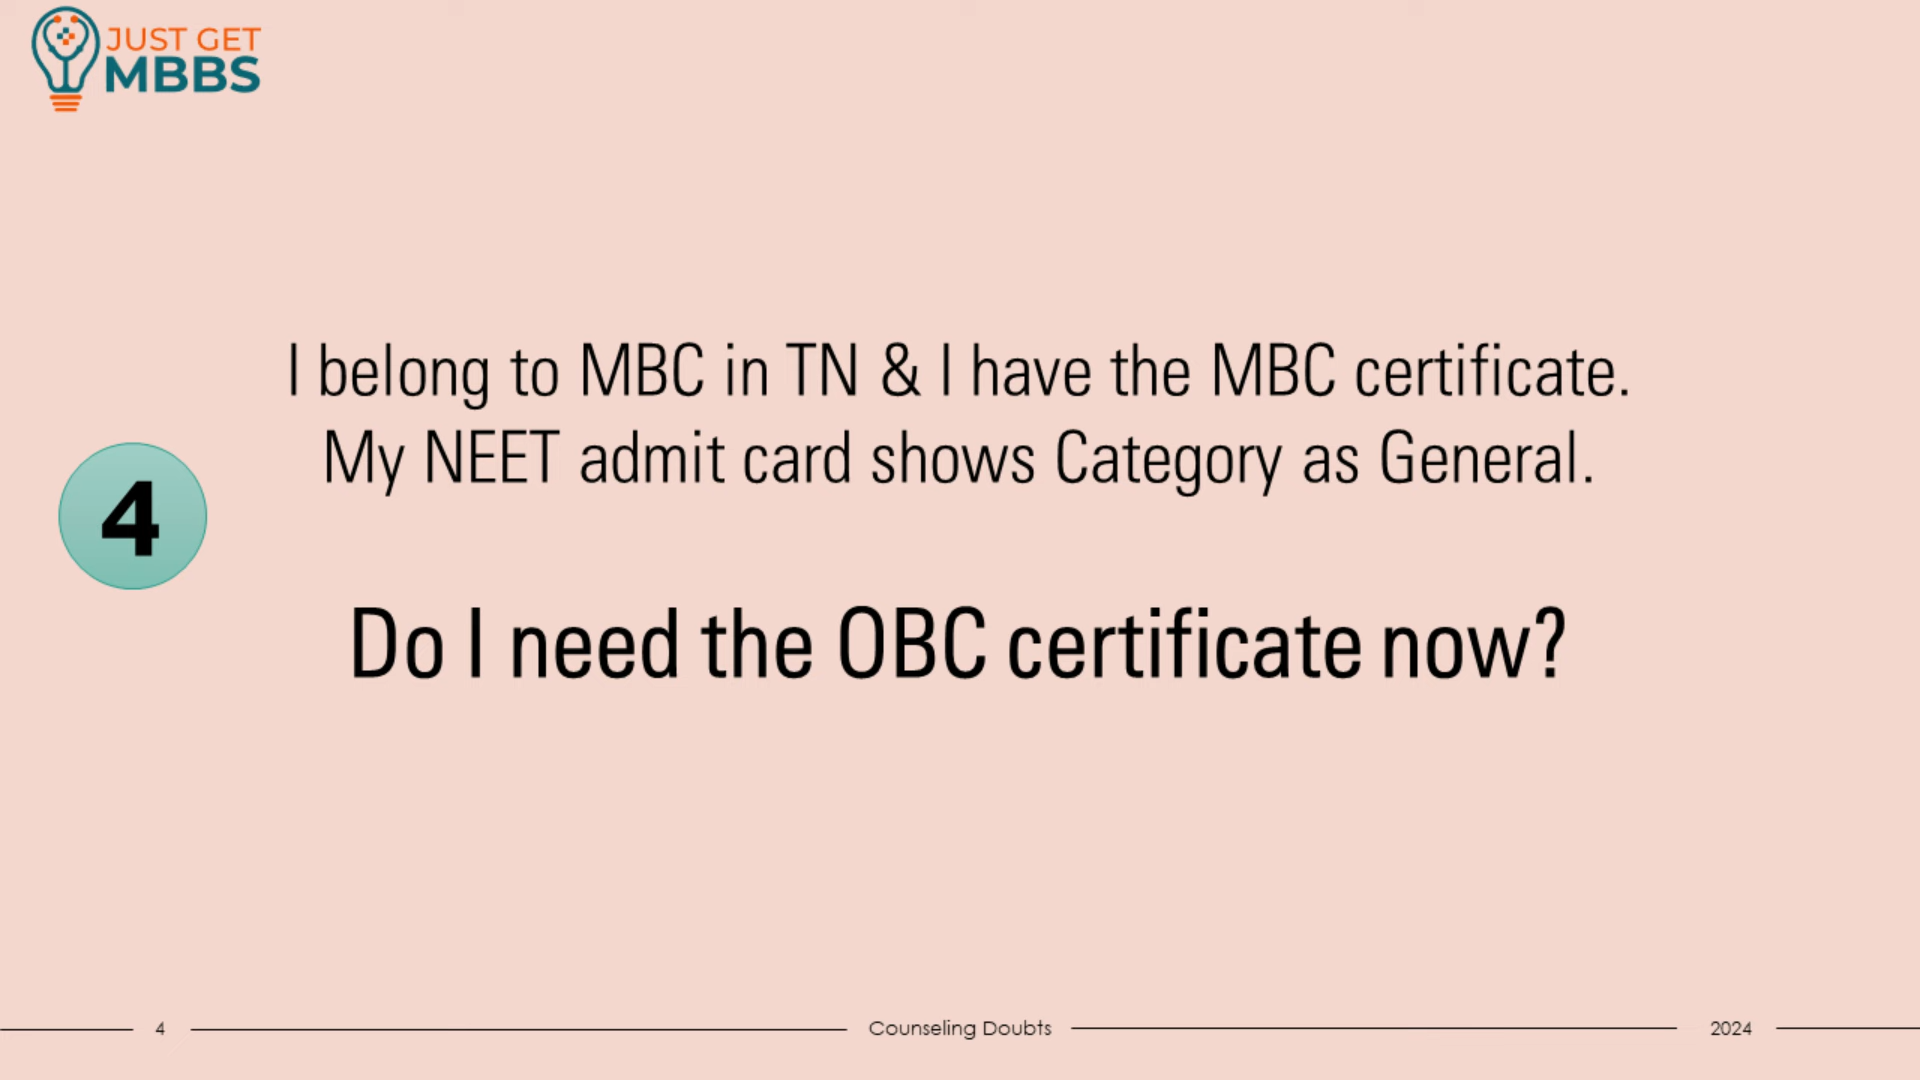 JUST GET
MBBS
I belong to MBC in TN & I have the MBC certificate.
My NEET admit card shows Category as General.
4
Do I need the OBC certificate now?
4
Counseling Doubts
2024